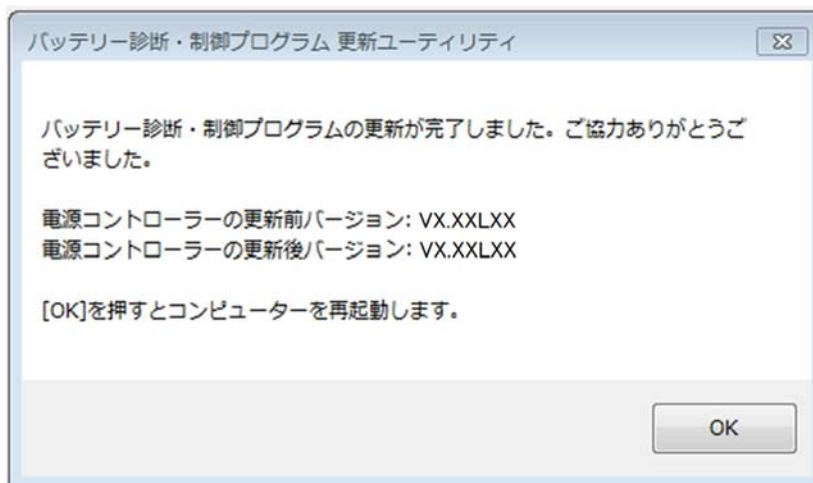 バッテリー診断・制御プログラム 更新ユーティリティ
バッテリー診断・制御プログラムの更新が完了しました。ご協力ありがとうご
ざいました。
電源コントローラーの更新前バージョン: VX.XXLXX
電源コントローラーの更新後バージョン: VX.XXLXX
[OK]を押すとコンピューターを再起動します。
OK